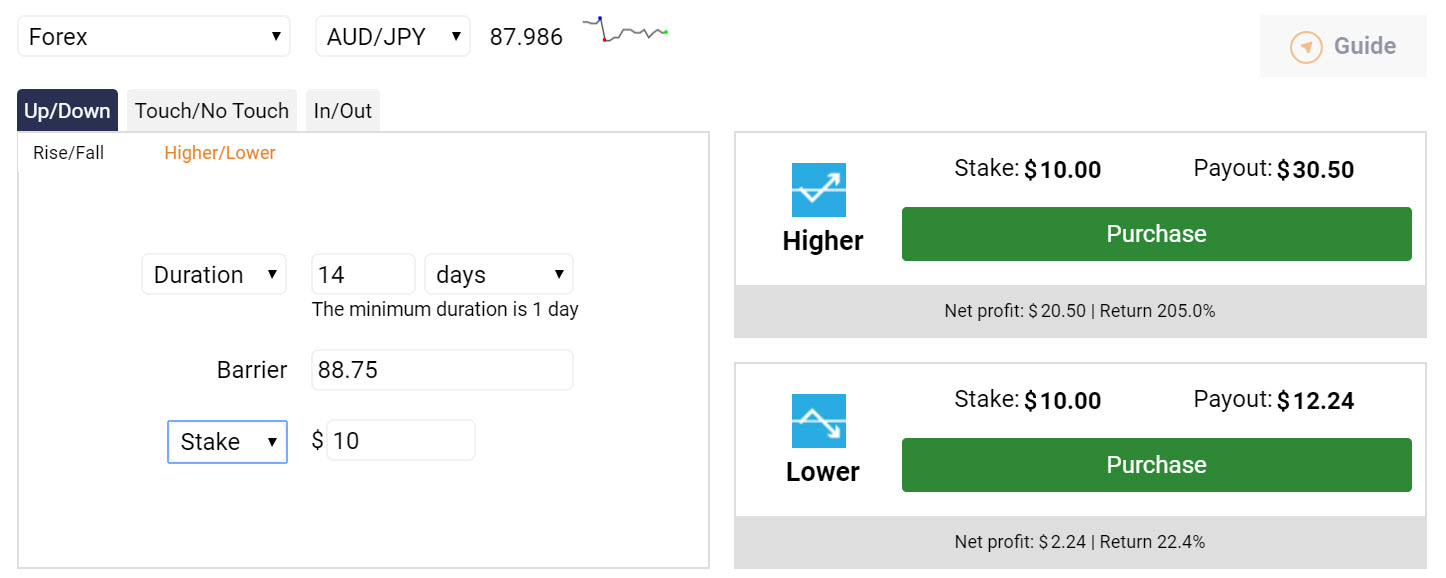 Forex AUD/JPY 87.986 Guide
Up/Down Touch/No Touch In/Out
Rise/Fall Higher/Lower
Duration 14 days
The minimum duration is 1 day
Barrier 88.75
Stake $ 10
Stake: $10.00 Payout: $30.50
Purchase
Higher
Net profit: $20.50 | Return 205.0%
Stake: $10.00 Payout: $12.24
Purchase
Lower
Net profit: $2.24 | Return 22.4%